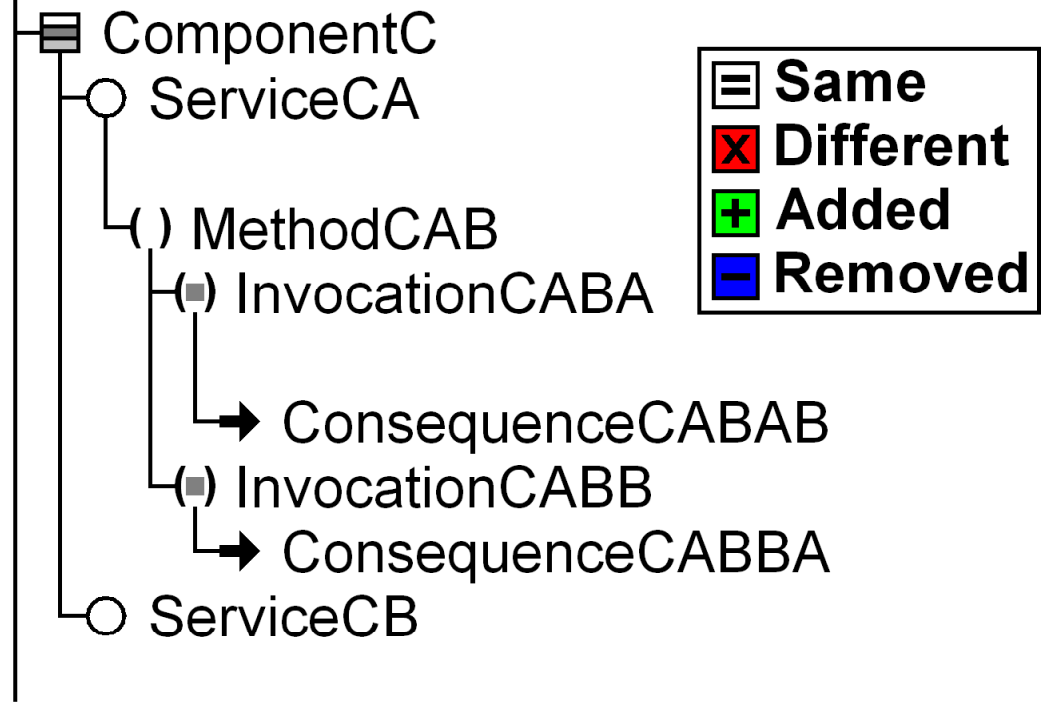 ComponentC
ServiceCA
MethodCAB
InvocationCABA
ConsequenceCABAB
InvocationCABB
ConsequenceCABBA
ServiceCB
= Same
x Different
+ Added
− Removed